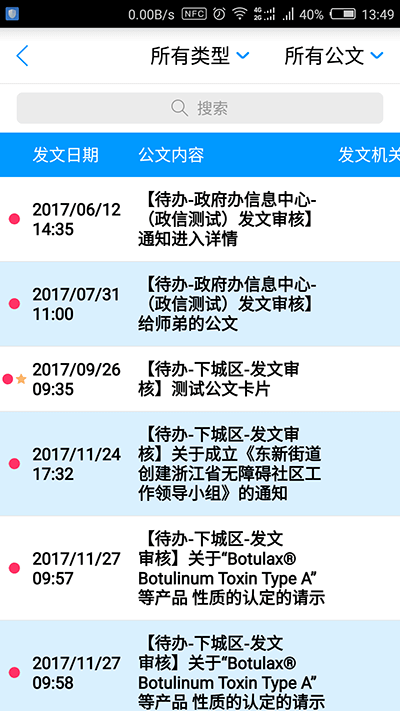 0.00B/s NFC 4G 2G 4G 40% 13:49
所有类型 所有公文
搜索
发文日期 公文内容 发文机关
2017/06/12
14:35
【待办-政府办信息中心-
（政信测试）发文审核】
通知进入详情
2017/07/31
11:00
【待办-政府办信息中心-
（政信测试）发文审核】
给师弟的公文
2017/09/26
09:35
【待办-下城区-发文审
核】测试公文卡片
2017/11/24
17:32
【待办-下城区-发文审
核】关于成立《东新街道
创建浙江省无障碍社区工
作领导小组》的通知
2017/11/27
09:57
【待办-下城区-发文
审核】关于“Botulax®
Botulinum Toxin Type A”
等产品 性质的认定的请示
2017/11/27
09:58
【待办-下城区-发文
审核】关于“Botulax®
Botulinum Toxin Type A”
等产品 性质的认定的请示